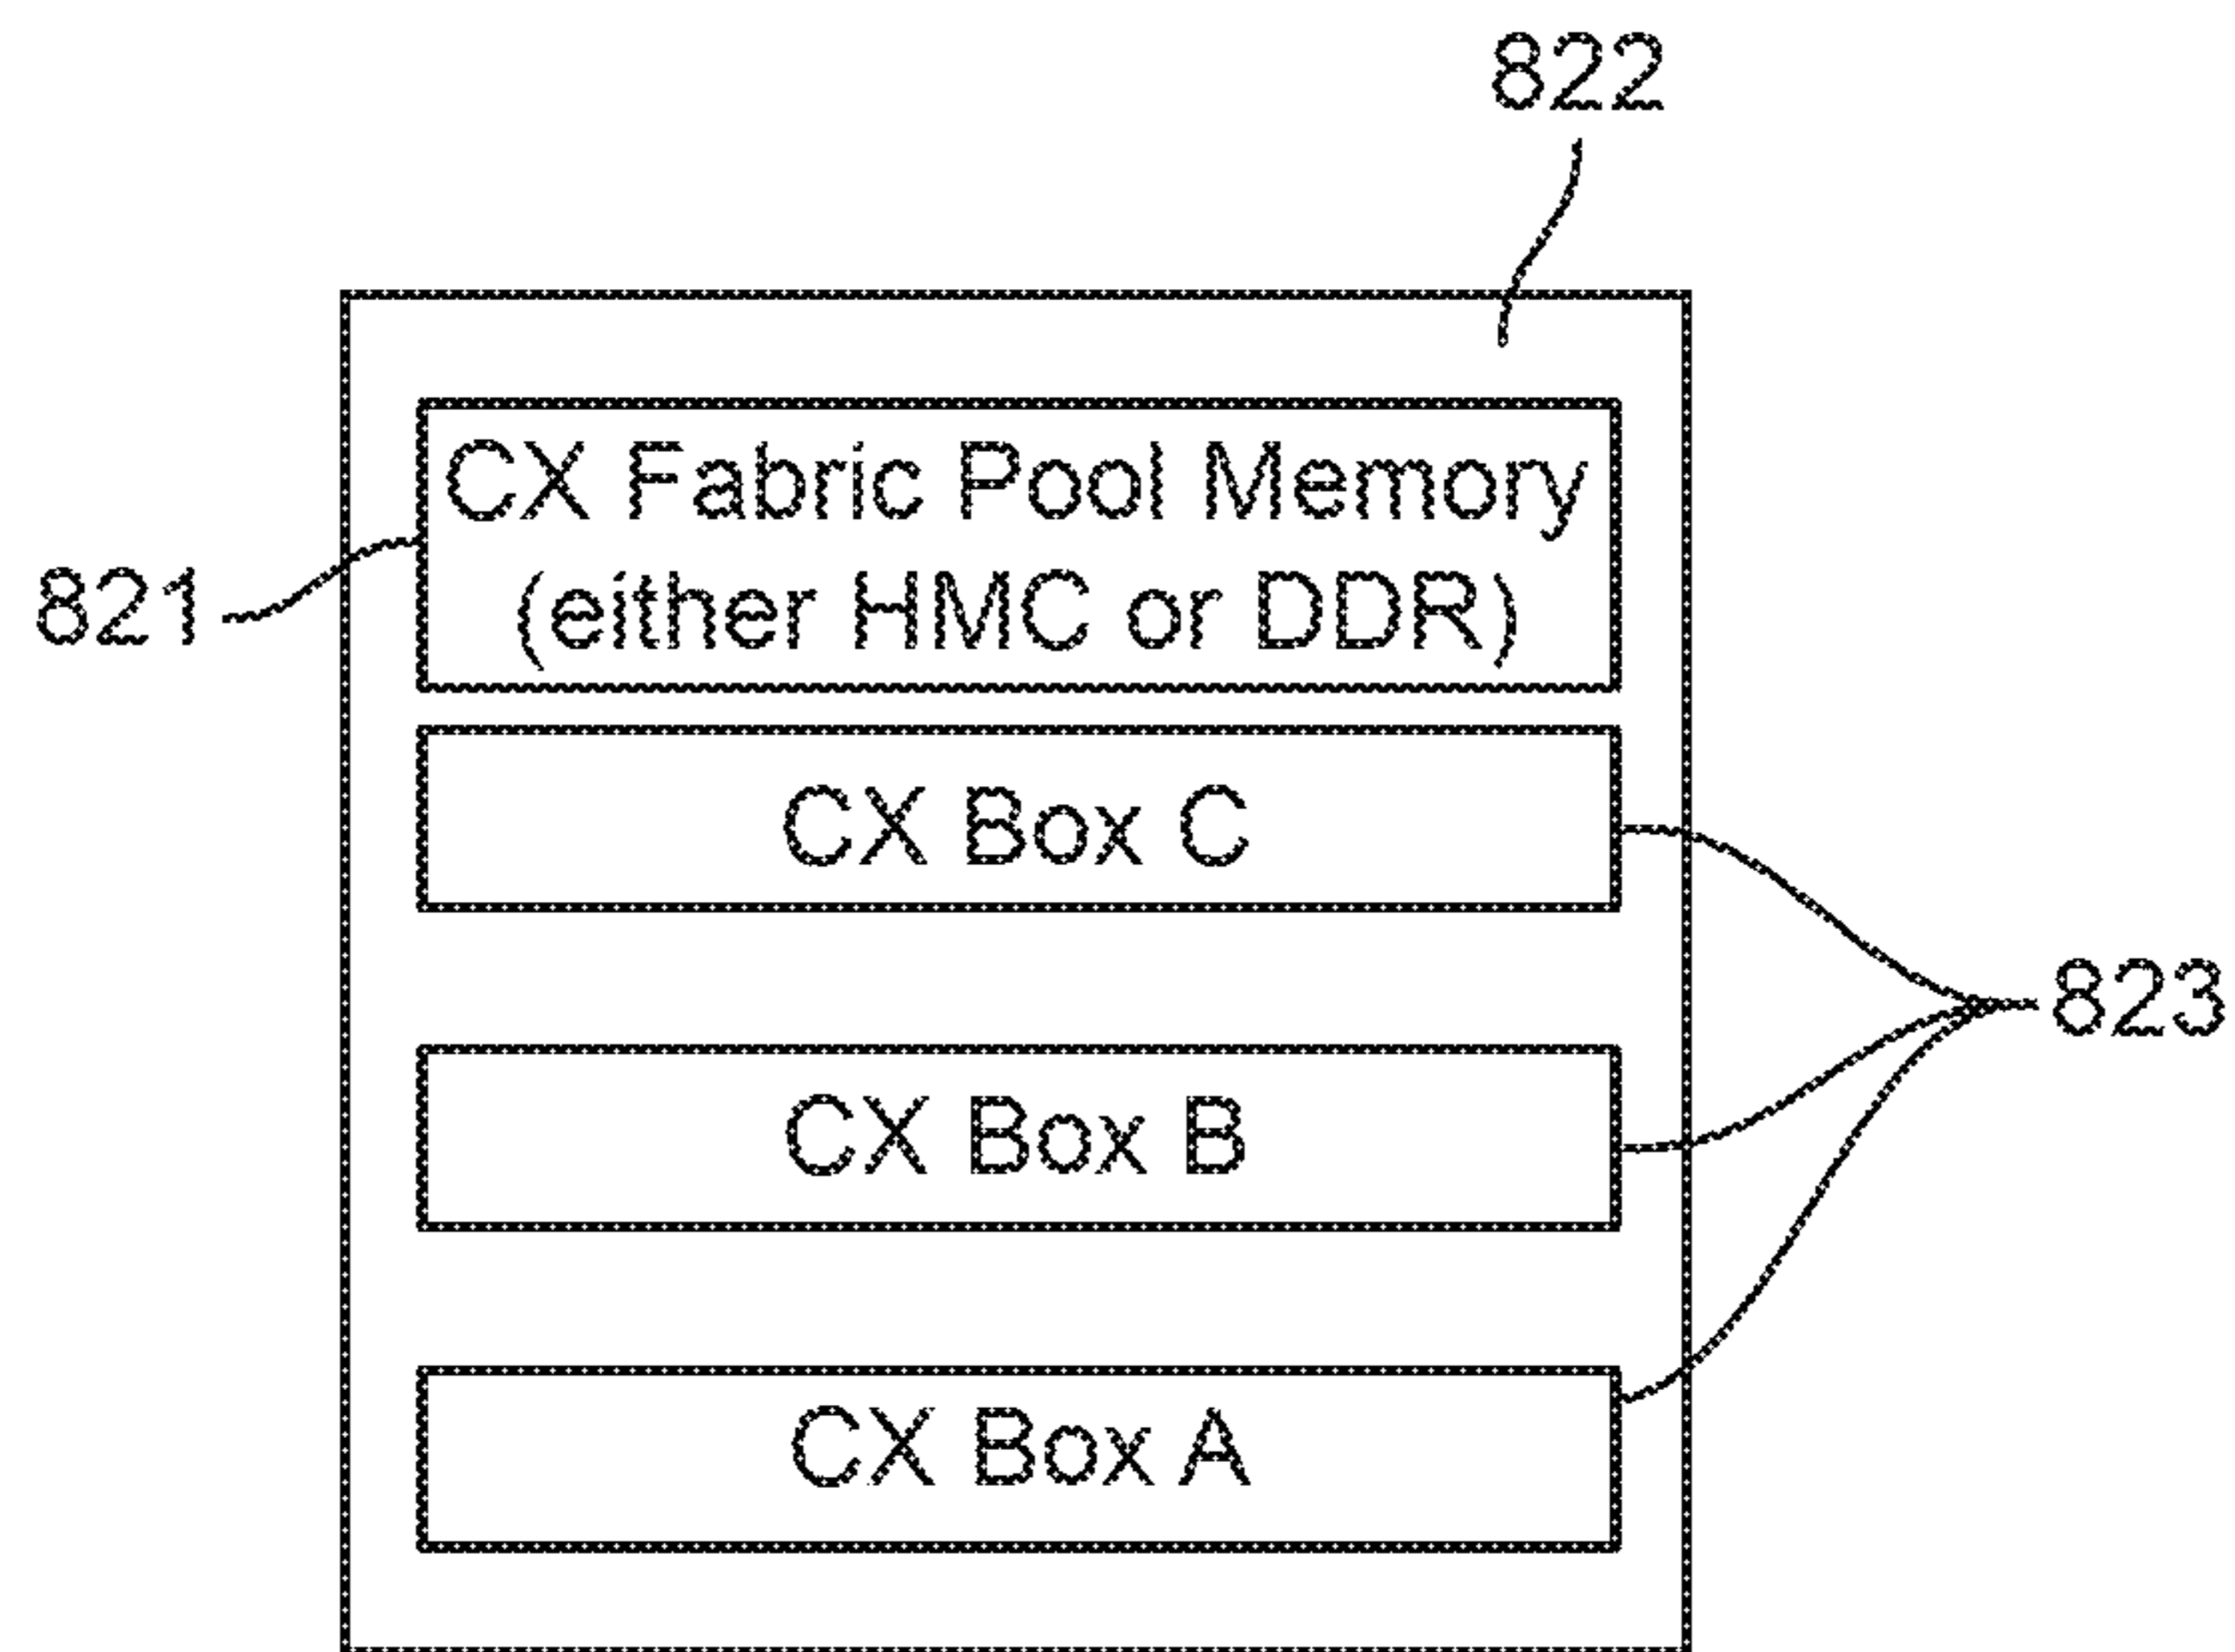 822
CX Fabric Pool Memory
(either HMC or DDR)
821
CX Box C
823
CX Box B
CX Box A